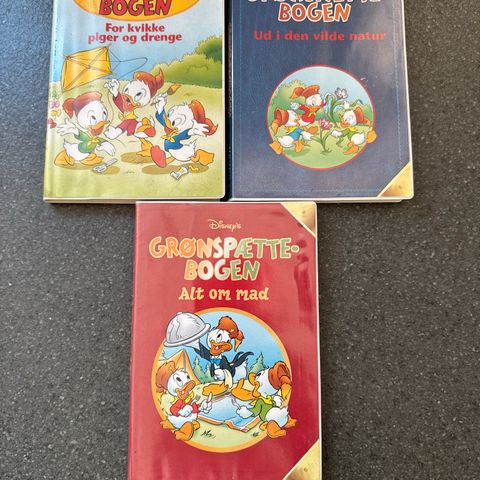 BOGEN
For kvikke
piger og drenge
BOGEN
Ud i den vilde natur
Disney's
GRØNSPÆTTE-
BOGEN
Alt om mad